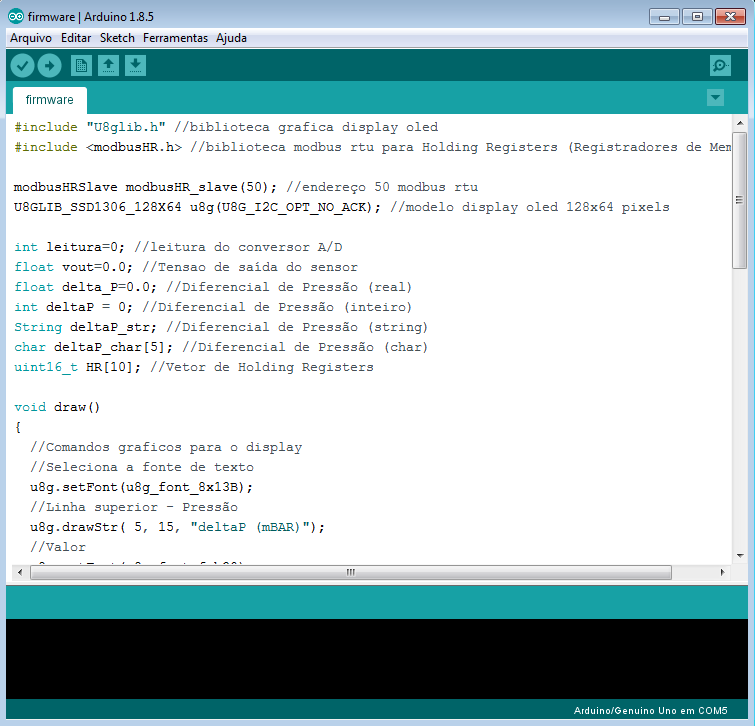 firmware | Arduino 1.8.5
Arquivo Editar Sketch Ferramentas Ajuda
firmware
#include "U8glib.h" //biblioteca grafica display oled
#include <modbusHR.h> //biblioteca modbus rtu para Holding Registers (Registradores de Mem
modbusHRSlave modbusHR_slave(50); //endereço 50 modbus rtu
U8GLIB_SSD1306_128X64 u8g(U8G_I2C_OPT_NO_ACK); //modelo display oled 128x64 pixels
int leitura=0; //leitura do conversor A/D
float vout=0.0; //Tensao de saída do sensor
float delta_P=0.0; //Diferencial de Pressão (real)
int deltaP = 0; //Diferencial de Pressão (inteiro)
String deltaP_str; //Diferencial de Pressão (string)
char deltaP_char[5]; //Diferencial de Pressão (char)
uint16_t HR[10]; //Vetor de Holding Registers
void draw()
{
//Comandos graficos para o display
//Seleciona a fonte de texto
u8g.setFont(u8g_font_8x13B);
//Linha superior - Pressão
u8g.drawStr( 5, 15, "deltaP (mBAR)");
//Valor
Arduino/Genuino Uno em COM5